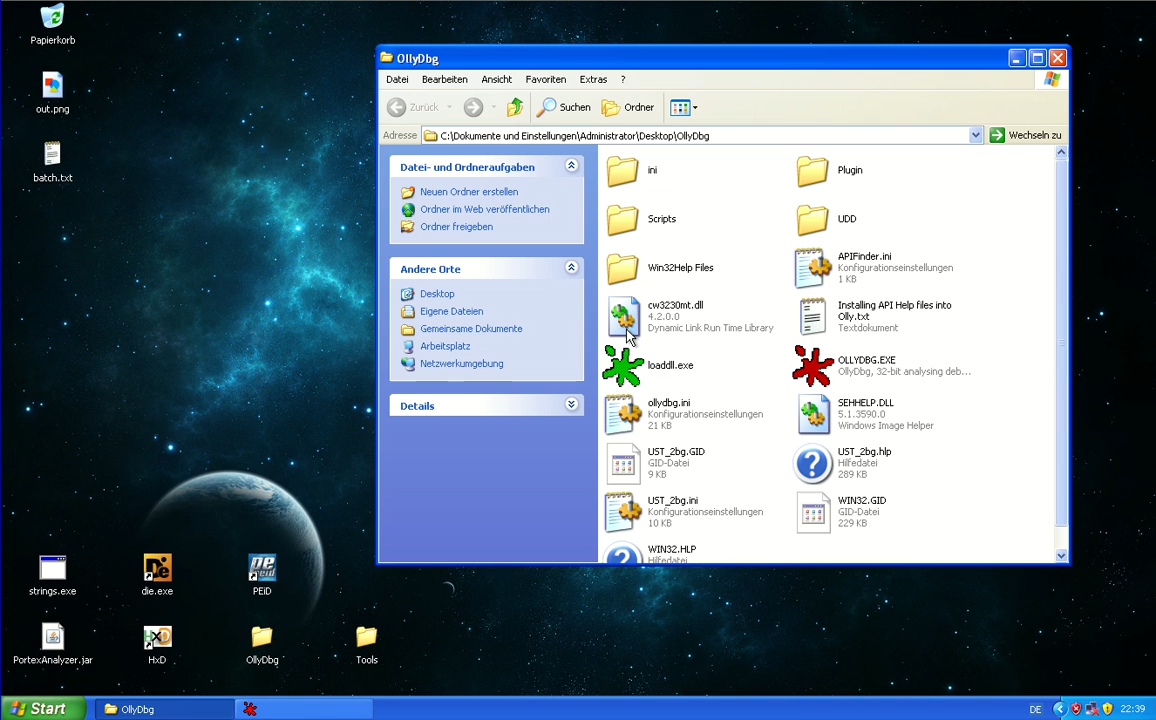 Papierkorb
out.png
batch.txt
OllyDbg
Datei Bearbeiten Ansicht Favoriten Extras ?
Zurück Suchen Ordner
Adresse C:\Dokumente und Einstellungen\Administrator\Desktop\OllyDbg Wechseln zu
Datei- und Ordneraufgaben
Neuen Ordner erstellen
Ordner im Web veröffentlichen
Ordner freigeben
Andere Orte
Desktop
Eigene Dateien
Gemeinsame Dokumente
Arbeitsplatz
Netzwerkumgebung
Details
ini
Plugin
Scripts
UDD
Win32Help Files
APIFinder.ini
Konfigurationseinstellungen
1 KB
cw3230mt.dll
4.2.0.0
Dynamic Link Run Time Library
Installing API Help files into
Olly.txt
Textdokument
loaddll.exe
OLLYDBG.EXE
OllyDbg, 32-bit analysing deb...
ollydbg.ini
Konfigurationseinstellungen
21 KB
SEHHELP.DLL
5.1.3590.0
Windows Image Helper
UST_2bg.GID
GID-Datei
9 KB
UST_2bg.hlp
Hilfedatei
289 KB
UST_2bg.ini
Konfigurationseinstellungen
10 KB
WIN32.GID
GID-Datei
229 KB
WIN32.HLP
Hilfedatei
strings.exe
die.exe
PEiD
PortexAnalyzer.jar
HxD
OllyDbg
Tools
Start OllyDbg DE 22:39